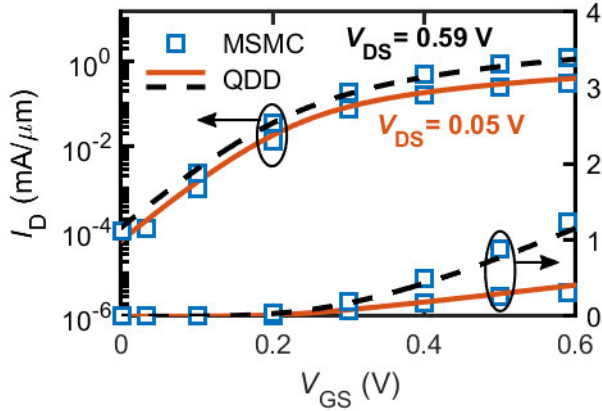 MSMC
QDD
V_DS = 0.59 V
V_DS = 0.05 V
I_D (mA/μm)
10^0
10^-2
10^-4
10^-6
4
3
2
1
0
0
0.2
0.4
0.6
V_GS (V)